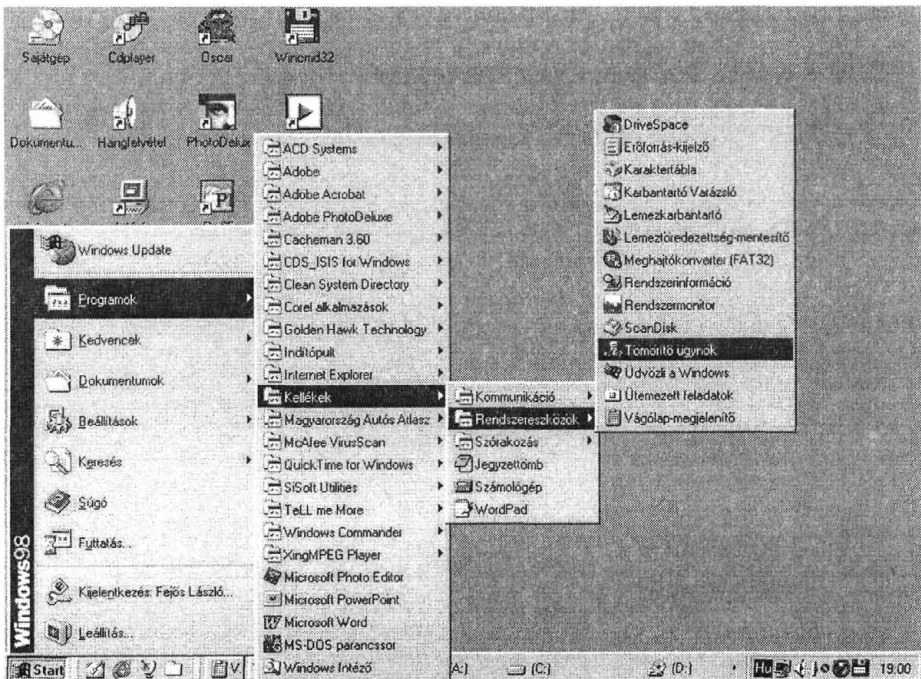 Sajátgép
Cdplayer
Oscar
Wincmd32
Dokumentu...
Hangfelvétel
PhotoDelux
Windows Update
Programok
Kedvencek
Dokumentumok
Beállítások
Keresés
Súgó
Futtatás...
Kijelentkezés: Fejős László...
Leállítás...
Windows98
ACD Systems
Adobe
Adobe Acrobat
Adobe PhotoDeluxe
Cacheman 3.60
CDS_ISIS for Windows
Clean System Directory
Corel alkalmazások
Golden Hawk Technology
Indítópult
Internet Explorer
Kellékek
Magyarország Autós Atlasz
McAfee VirusScan
QuickTime for Windows
SiSoft Utilities
TeLL me More
Windows Commander
XingMPEG Player
Microsoft Photo Editor
Microsoft PowerPoint
Microsoft Word
MS-DOS parancssor
Windows Intéző
Kommunikáció
Rendszereszközök
Szórakozás
Jegyzettömb
Számológép
WordPad
DriveSpace
Erőforrás-kijelző
Karaktertábla
Karbantartó Varázsló
Lemezkarbantartó
Lemeztöredezettség-mentesítő
Meghajtókonverter (FAT32)
Rendszerinformáció
Rendszermonitor
ScanDisk
Tömörítő ügynök
Üdvözli a Windows
Ütemezett feladatok
Vágólap-megjelenítő
Start
V.
A:)
(C:)
(D:)
Hu
19:00